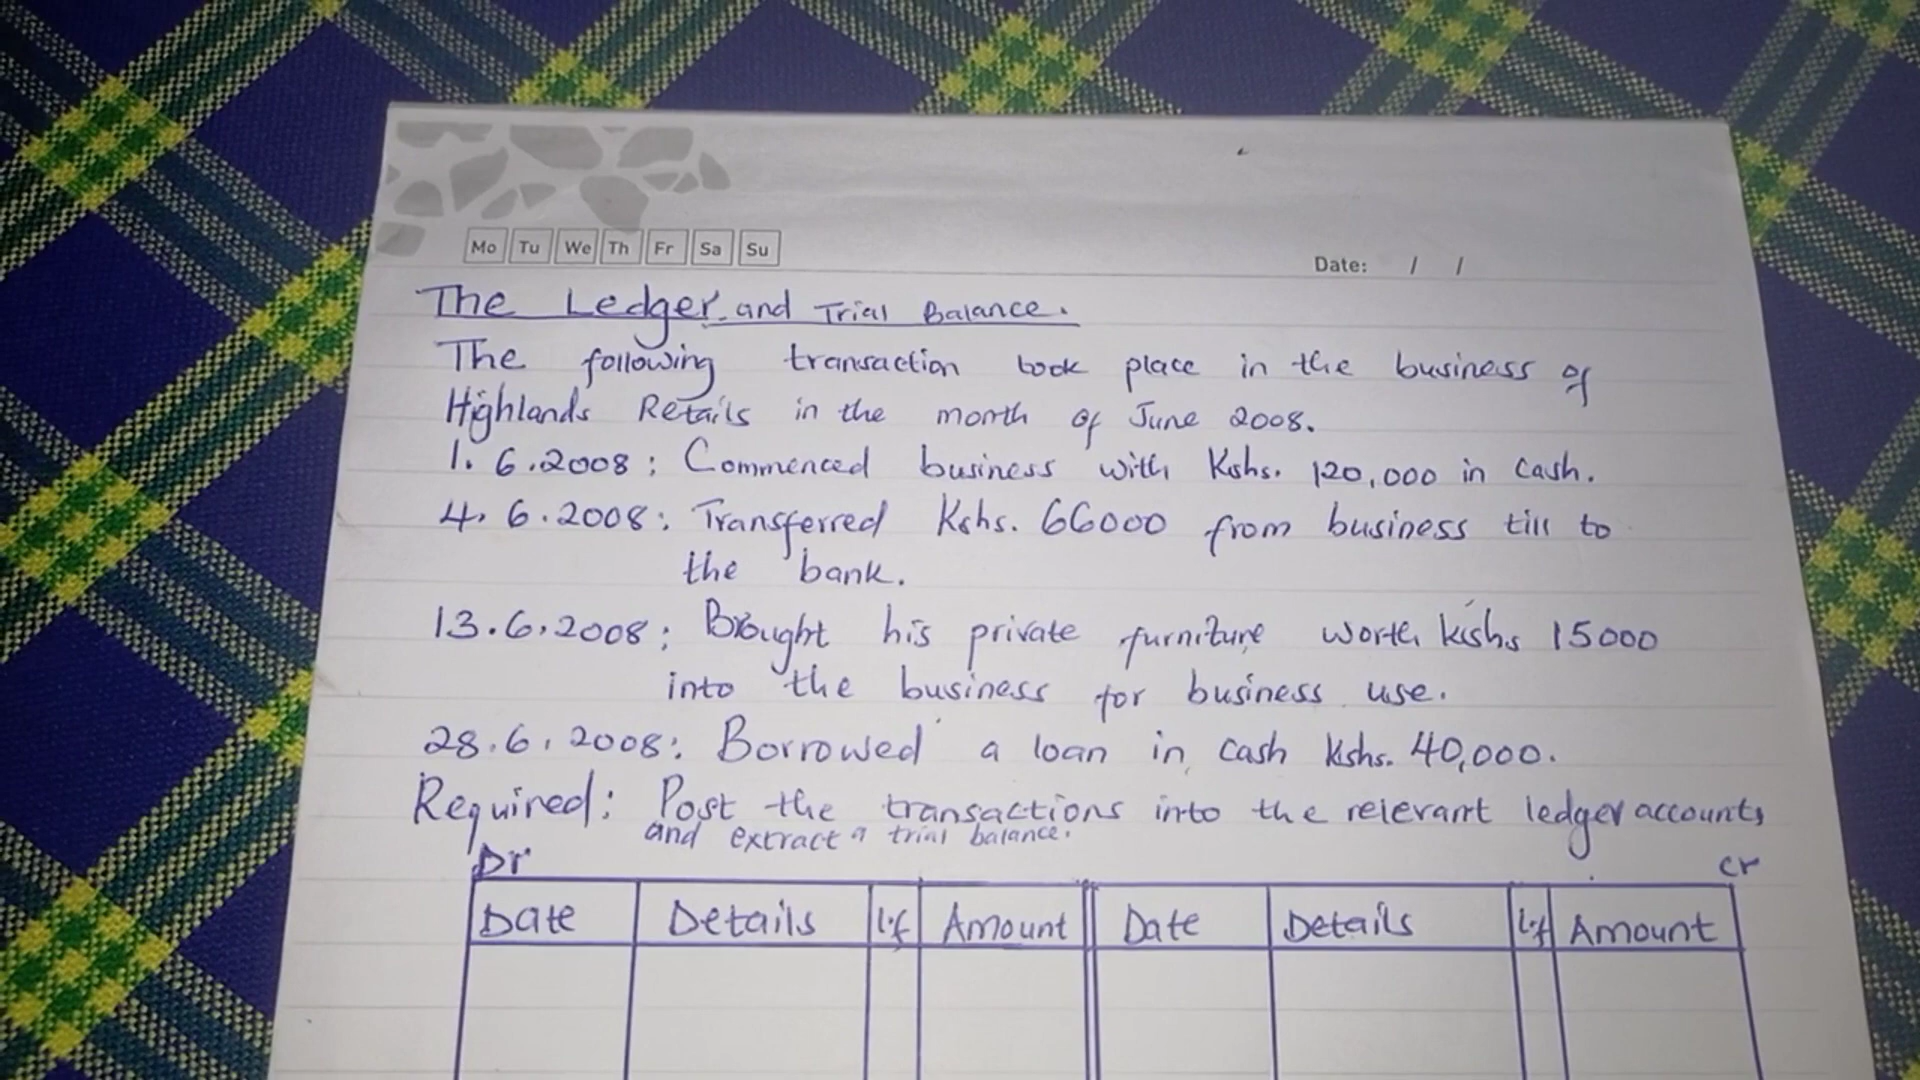 Mo Tu We Th Fr Sa Su
Date: / /
The Ledger and Trial Balance.
The following transaction took place in the business of
Highlands Retails in the month of June 2008.
1. 6.2008: Commenced business with Kshs. 120,000 in cash.
4. 6.2008: Transferred Kshs. 66000 from business till to
the bank.
13.6.2008: Brought his private furniture worth kshs 15000
into the business for business use.
28.6.2008: Borrowed a loan in cash kshs. 40,000.
Required: Post the transactions into the relevant ledger accounts
and extract a trial balance.
Dr Cr
Date Details l.f Amount Date Details l.f Amount